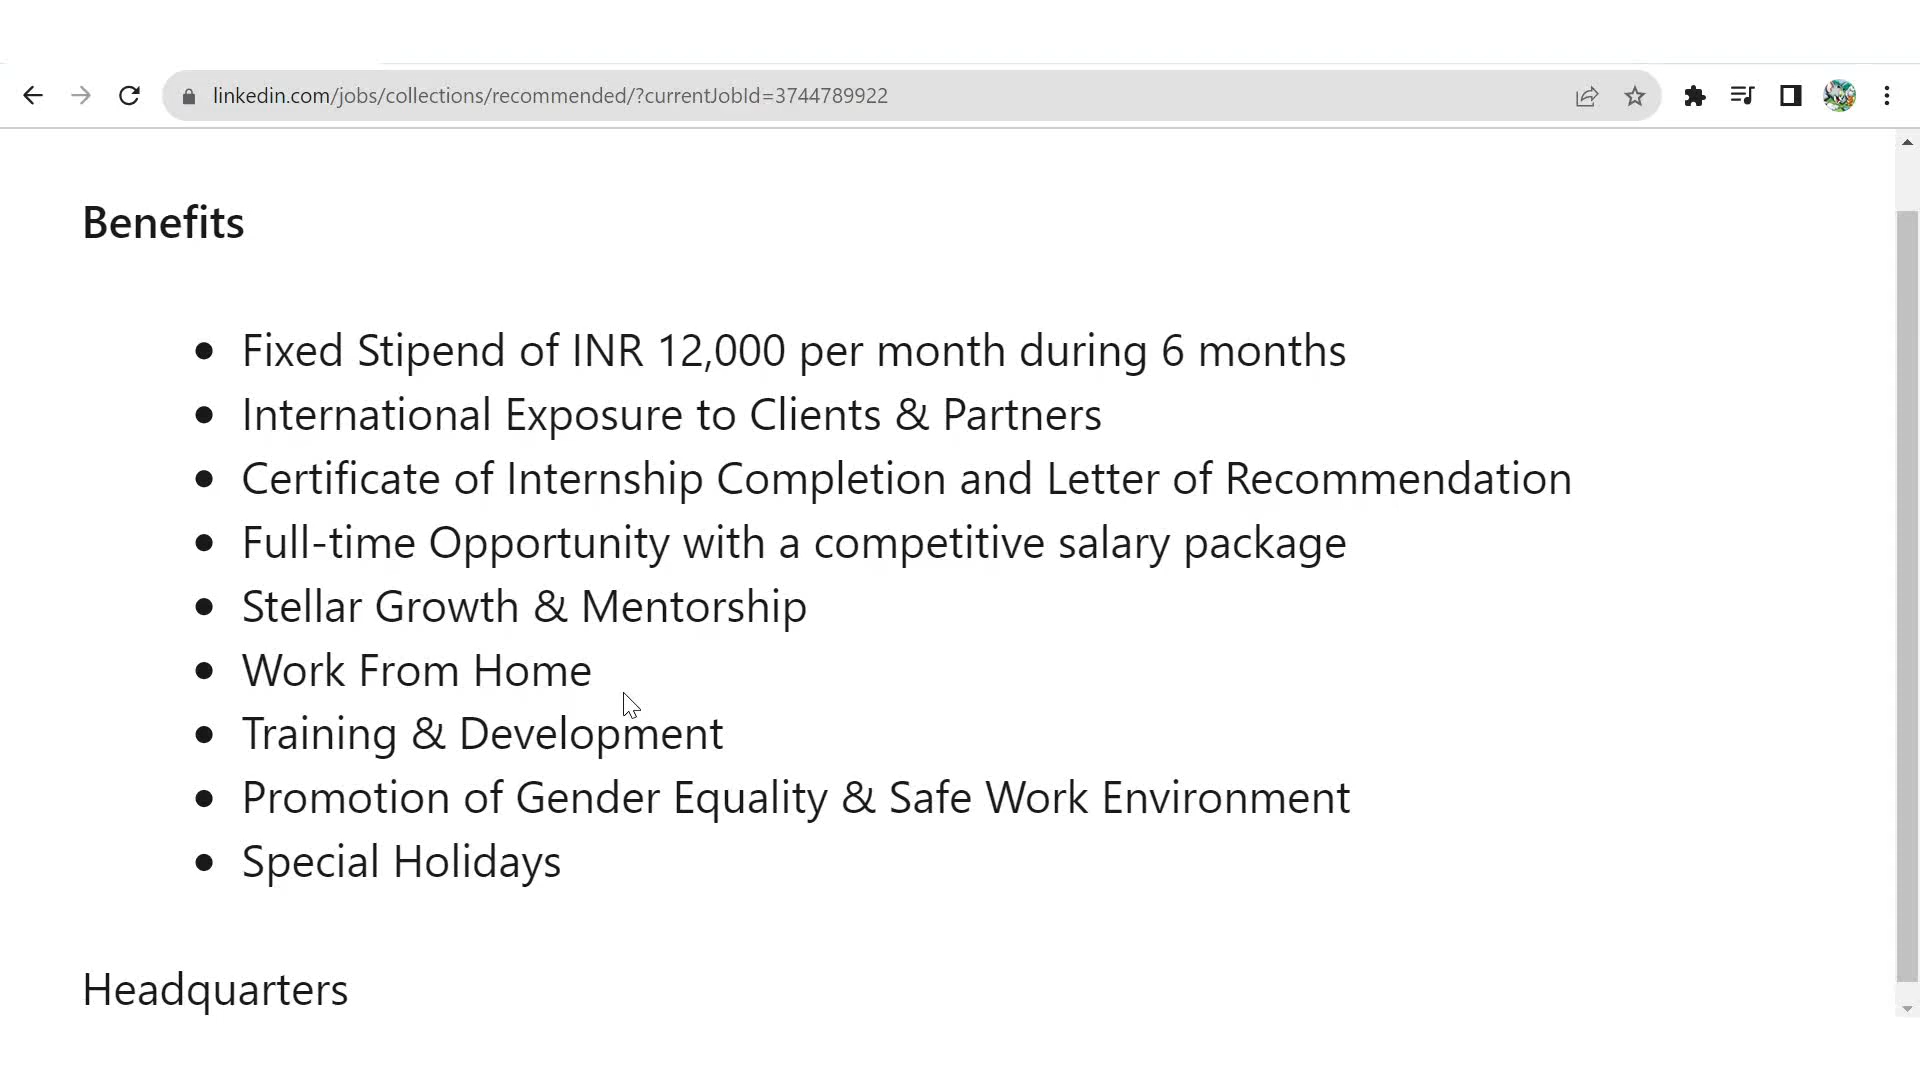 linkedin.com/jobs/collections/recommended/?currentJobId=3744789922
Benefits
• Fixed Stipend of INR 12,000 per month during 6 months
• International Exposure to Clients & Partners
• Certificate of Internship Completion and Letter of Recommendation
• Full-time Opportunity with a competitive salary package
• Stellar Growth & Mentorship
• Work From Home
• Training & Development
• Promotion of Gender Equality & Safe Work Environment
• Special Holidays
Headquarters